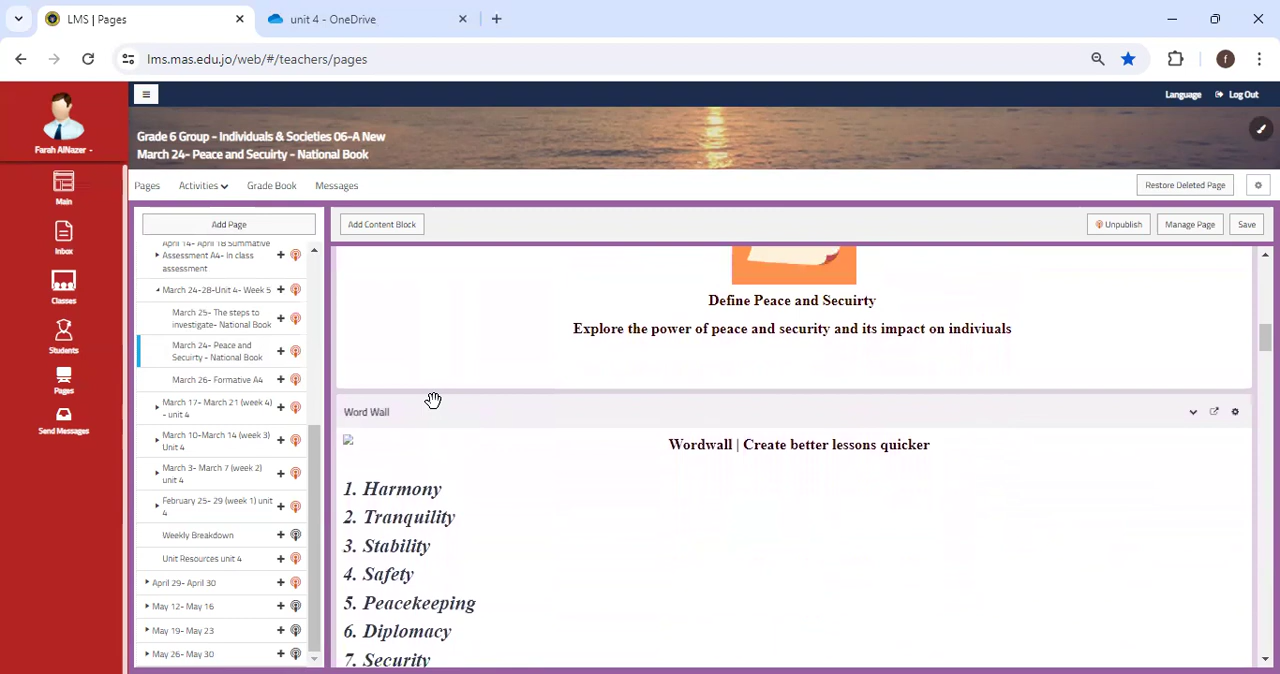 LMS | Pages
unit 4 - OneDrive
lms.mas.edu.jo/web/#/teachers/pages
f
Language
Log Out
Farah AlNazer
Grade 6 Group - Individuals & Societies 06-A New
March 24- Peace and Secuirty - National Book
Pages
Activities
Grade Book
Messages
Restore Deleted Page
Main
Inbox
Classes
Students
Pages
Send Messages
Add Page
Add Content Block
Unpublish
Manage Page
Save
April 14- April 18 Summative
Assessment A4- In class
assessment
March 24-28-Unit 4- Week 5
March 25- The steps to
investigate- National Book
March 24- Peace and
Secuirty - National Book
March 26- Formative A4
March 17- March 21 (week 4)
- unit 4
March 10-March 14 (week 3)
Unit 4
March 3- March 7 (week 2)
unit 4
February 25- 29 (week 1) unit
4
Weekly Breakdown
Unit Resources unit 4
April 29- April 30
May 12- May 16
May 19- May 23
May 26- May 30
Define Peace and Secuirty
Explore the power of peace and security and its impact on indiviuals
Word Wall
Wordwall | Create better lessons quicker
1. Harmony
2. Tranquility
3. Stability
4. Safety
5. Peacekeeping
6. Diplomacy
7. Security